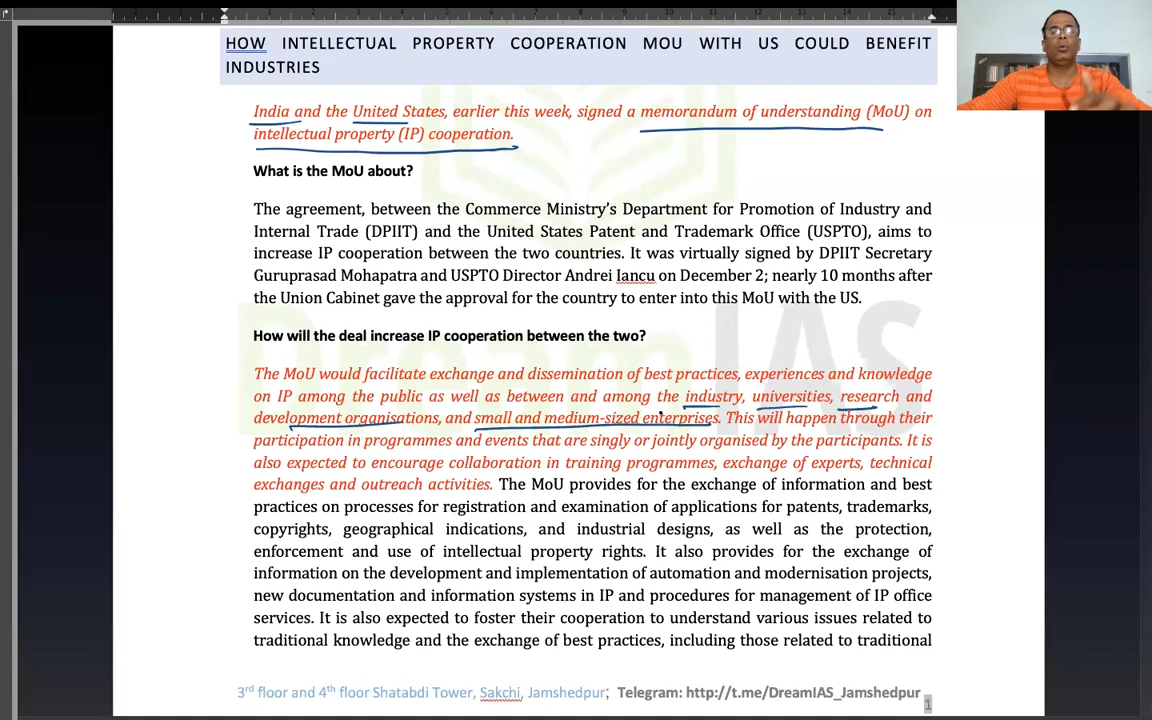 HOW INTELLECTUAL PROPERTY COOPERATION MOU WITH US COULD BENEFIT
INDUSTRIES
India and the United States, earlier this week, signed a memorandum of understanding (MoU) on
intellectual property (IP) cooperation.
What is the MoU about?
The agreement, between the Commerce Ministry's Department for Promotion of Industry and
Internal Trade (DPIIT) and the United States Patent and Trademark Office (USPTO), aims to
increase IP cooperation between the two countries. It was virtually signed by DPIIT Secretary
Guruprasad Mohapatra and USPTO Director Andrei Iancu on December 2; nearly 10 months after
the Union Cabinet gave the approval for the country to enter into this MoU with the US.
How will the deal increase IP cooperation between the two?
The MoU would facilitate exchange and dissemination of best practices, experiences and knowledge
on IP among the public as well as between and among the industry, universities, research and
development organisations, and small and medium-sized enterprises. This will happen through their
participation in programmes and events that are singly or jointly organised by the participants. It is
also expected to encourage collaboration in training programmes, exchange of experts, technical
exchanges and outreach activities. The MoU provides for the exchange of information and best
practices on processes for registration and examination of applications for patents, trademarks,
copyrights, geographical indications, and industrial designs, as well as the protection,
enforcement and use of intellectual property rights. It also provides for the exchange of
information on the development and implementation of automation and modernisation projects,
new documentation and information systems in IP and procedures for management of IP office
services. It is also expected to foster their cooperation to understand various issues related to
traditional knowledge and the exchange of best practices, including those related to traditional
DreamIAS
3rd floor and 4th floor Shatabdi Tower, Sakchi, Jamshedpur; Telegram: http://t.me/DreamIAS_Jamshedpur
1